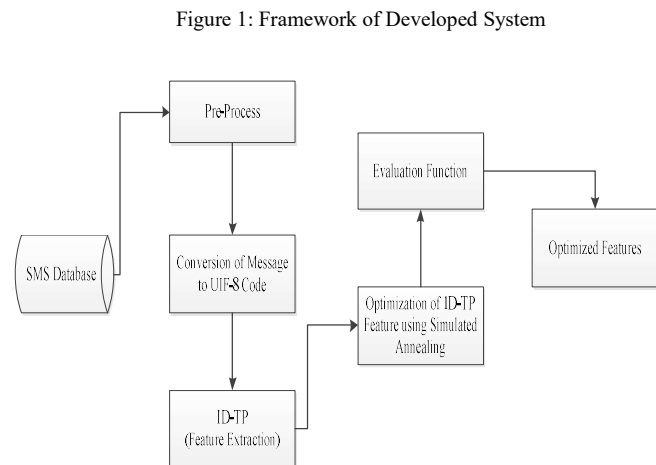 Figure 1: Framework of Developed System
Pre-Process
SMS Database
Conversion of Message
to UIF-8 Code
1D-TP
(Feature Extraction)
Optimization of 1D-TP
Feature using Simulated
Annealing
Evaluation Function
Optimized Features